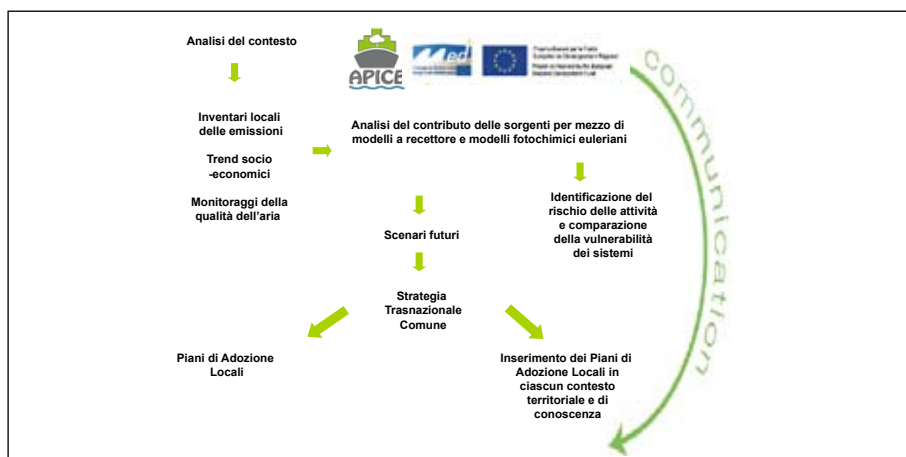 Analisi del contesto
APICE
Med
Inventari locali
delle emissioni
Trend socio
-economici
Monitoraggi della
qualità dell'aria
Analisi del contributo delle sorgenti per mezzo di
modelli a recettore e modelli fotochimici euleriani
Identificazione del
rischio delle attività
e comparazione
della vulnerabilità
dei sistemi
Scenari futuri
Strategia
Trasnazionale
Comune
Piani di Adozione
Locali
Inserimento dei Piani di
Adozione Locali in
ciascun contesto
territoriale e di
conoscenza
communication